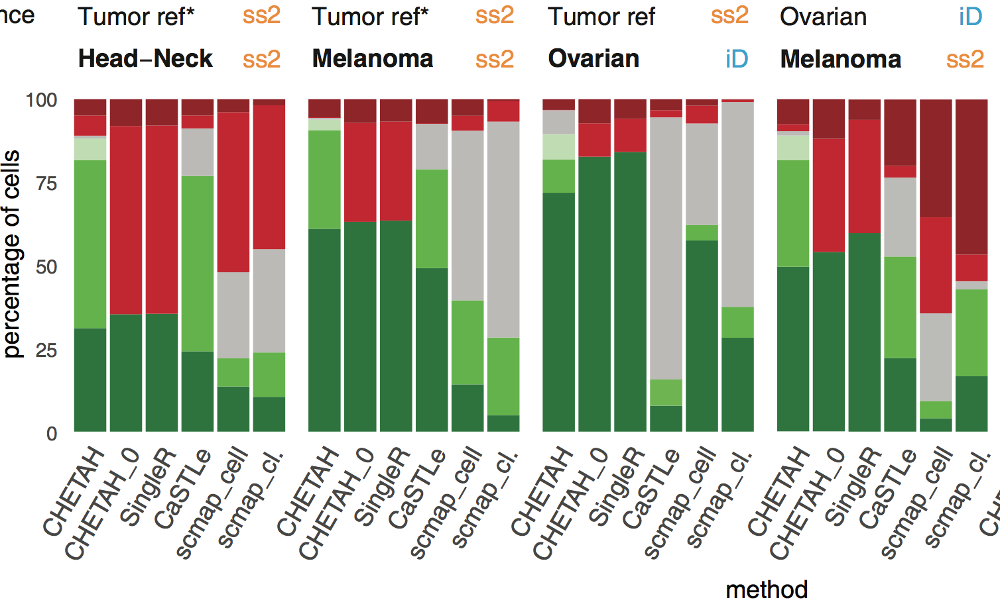 nce Tumor ref* ss2 Tumor ref* ss2 Tumor ref ss2 Ovarian iD
Head–Neck ss2 Melanoma ss2 Ovarian iD Melanoma ss2
percentage of cells
100
75
50
25
0
CHETAH CHETAH_0 SingleR CaSTLe scmap_cell scmap_cl. CHETAH CHETAH_0 SingleR CaSTLe scmap_cell scmap_cl. CHETAH CHETAH_0 SingleR CaSTLe scmap_cell scmap_cl. CHETAH CHETAH_0 SingleR CaSTLe scmap_cell scmap_cl. CH
method